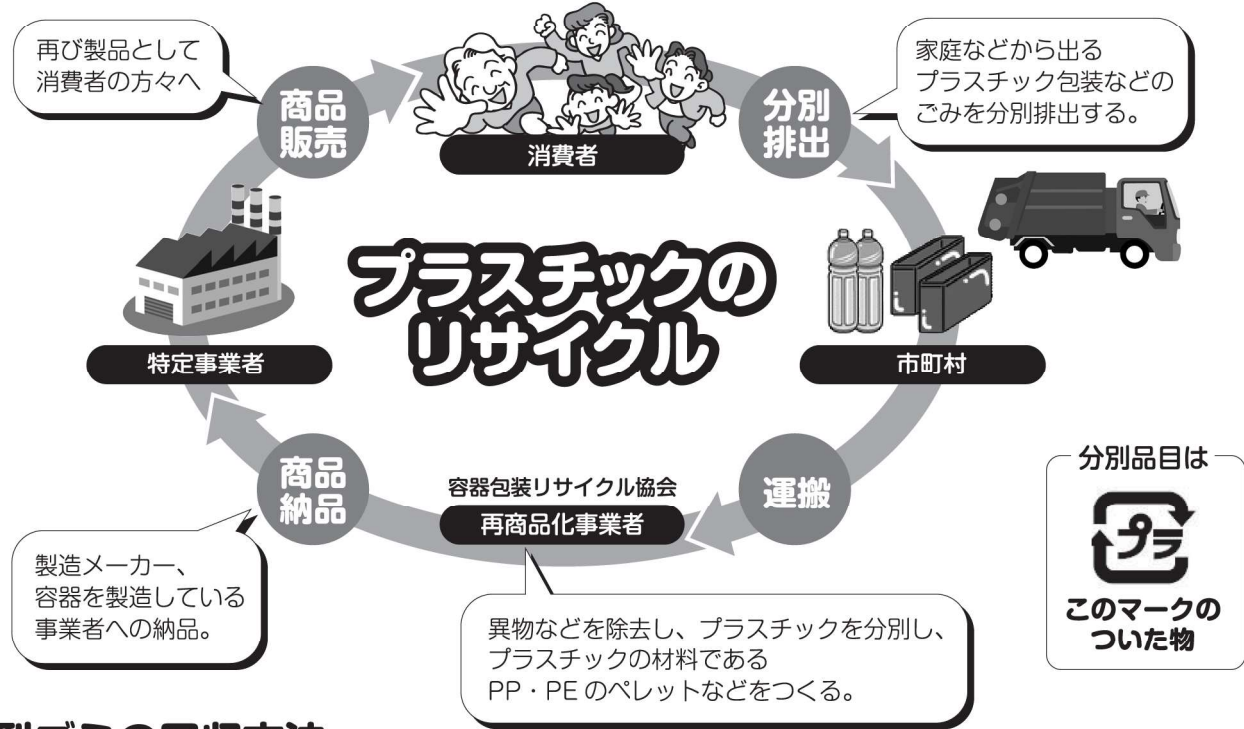 再び製品として
消費者の方々へ
商品
販売
消費者
分別
排出
家庭などから出る
プラスチック包装などの
ごみを分別排出する。
プラスチックの
リサイクル
特定事業者
市町村
商品
納品
容器包装リサイクル協会
再商品化事業者
運搬
製造メーカー、
容器を製造している
事業者への納品。
異物などを除去し、プラスチックを分別し、
プラスチックの材料である
PP・PEのペレットなどをつくる。
分別品目は
プラ
このマークの
ついた物